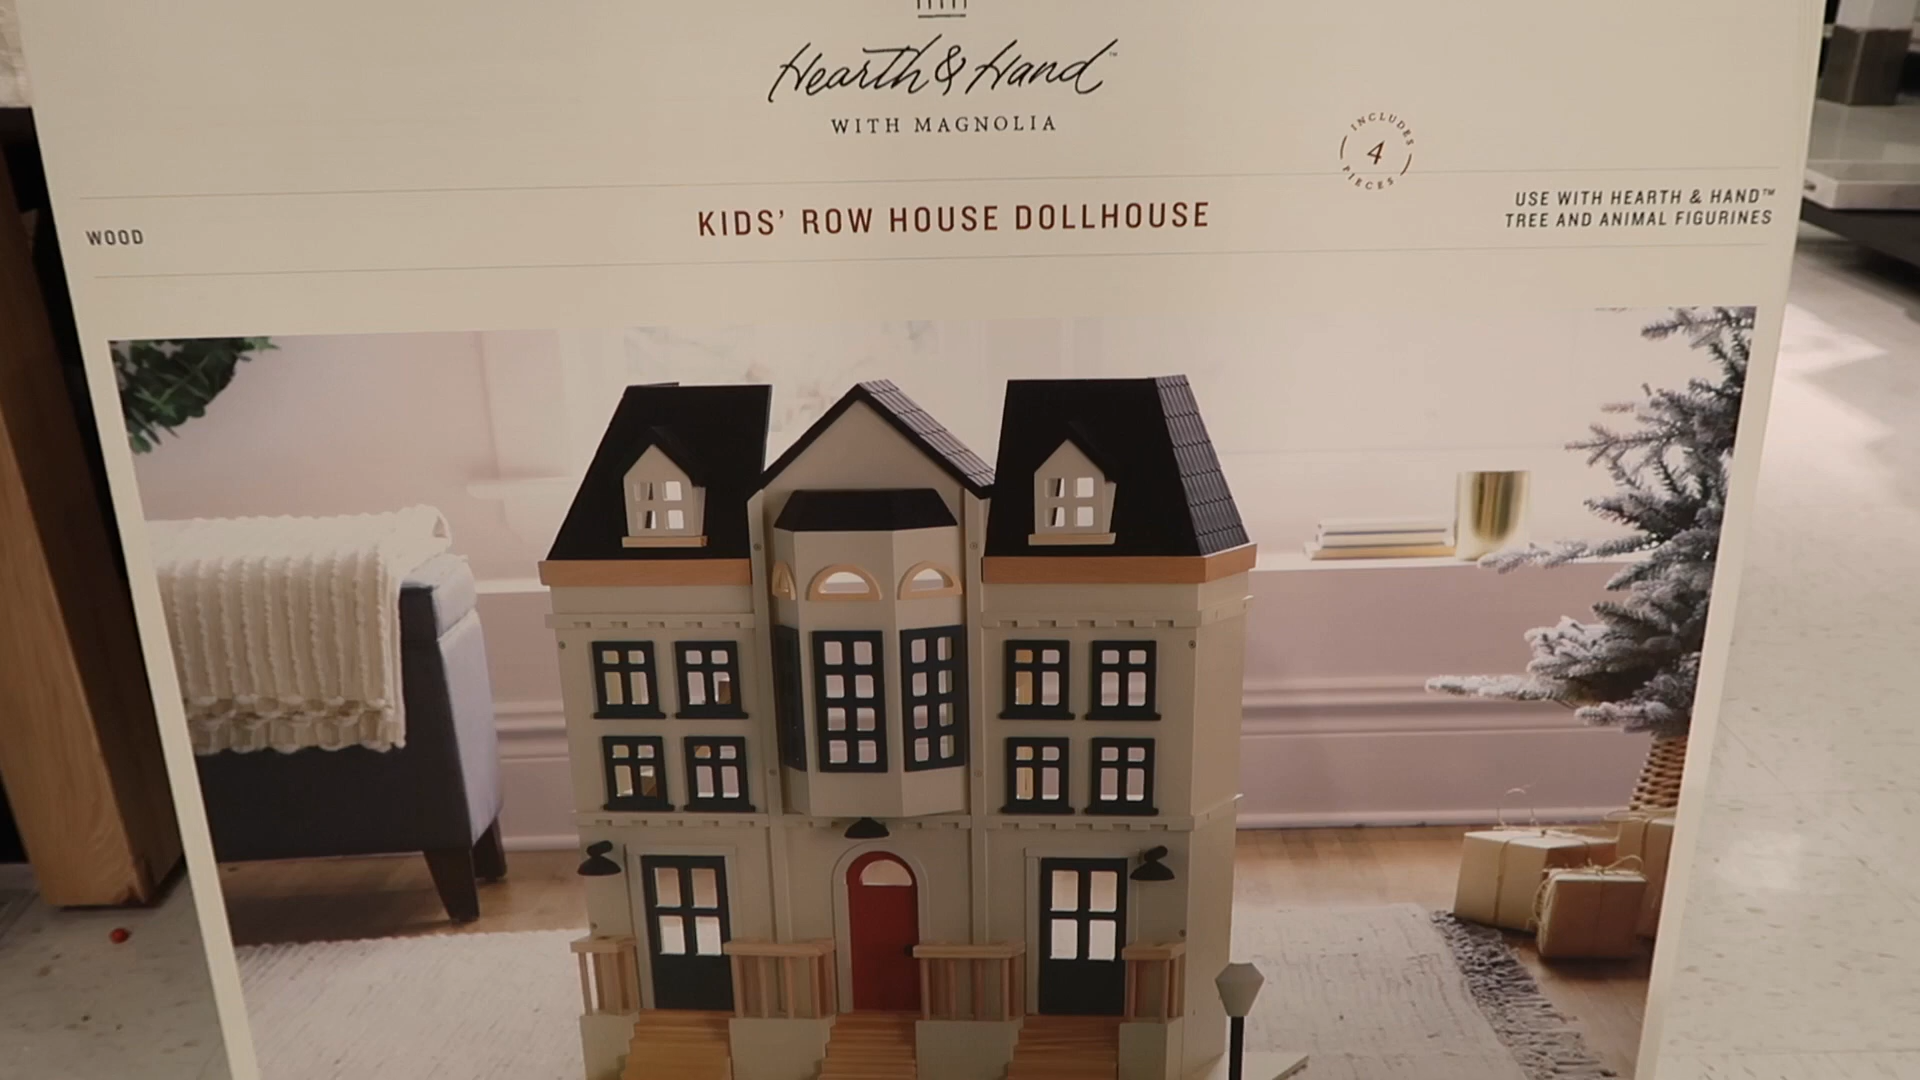 Hearth & Hand™
WITH MAGNOLIA
INCLUDES
4
PIECES
WOOD
KIDS' ROW HOUSE DOLLHOUSE
USE WITH HEARTH & HAND™
TREE AND ANIMAL FIGURINES